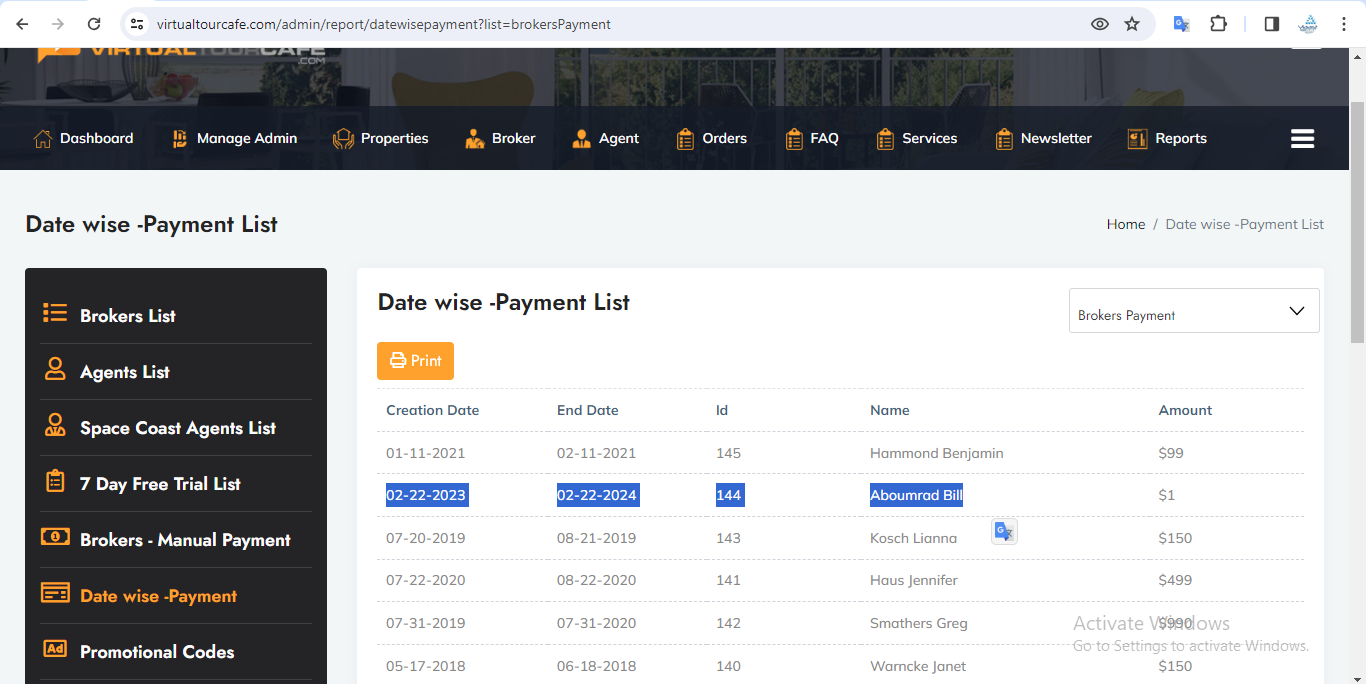 virtualtourcafe.com/admin/report/datewisepayment?list=brokersPayment
VIRTUALTOURCAFE
.COM
Dashboard Manage Admin Properties Broker Agent Orders FAQ Services Newsletter Reports
Date wise -Payment List
Home / Date wise -Payment List
Brokers List
Agents List
Space Coast Agents List
7 Day Free Trial List
Brokers - Manual Payment
Date wise -Payment
Ad Promotional Codes
Date wise -Payment List
Brokers Payment
Print
Creation Date End Date Id Name Amount
01-11-2021 02-11-2021 145 Hammond Benjamin $99
02-22-2023 02-22-2024 144 Aboumrad Bill $1
07-20-2019 08-21-2019 143 Kosch Lianna $150
07-22-2020 08-22-2020 141 Haus Jennifer $499
07-31-2019 07-31-2020 142 Smathers Greg $990
05-17-2018 06-18-2018 140 Warncke Janet $150
Activate Windows
Go to Settings to activate Windows.